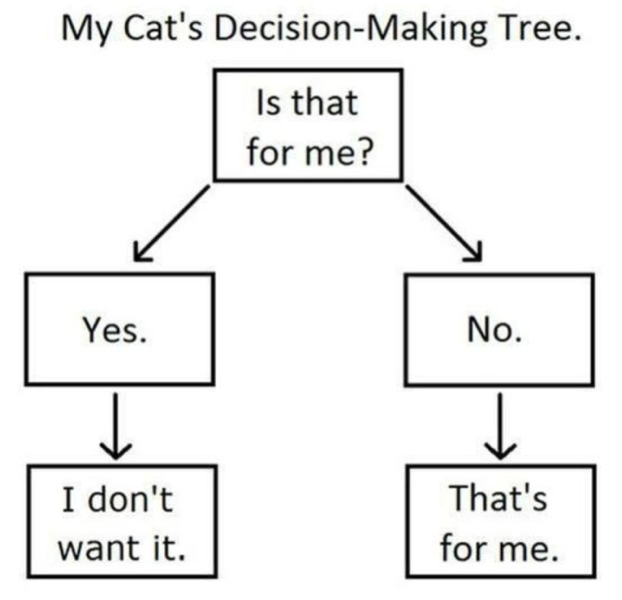 My Cat's Decision-Making Tree.
Is that
for me?
Yes.
No.
I don't
want it.
That's
for me.